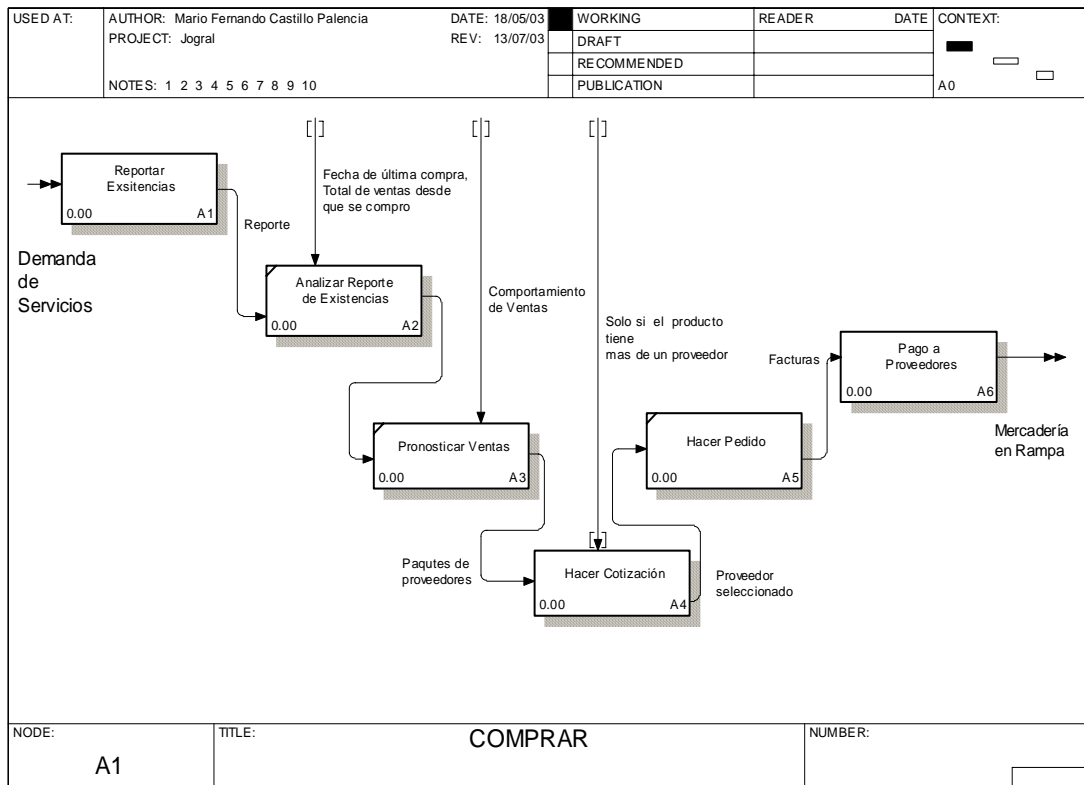 USED AT:
AUTHOR: Mario Fernando Castillo Palencia
DATE: 18/05/03
PROJECT: Jogral
REV: 13/07/03
NOTES: 1 2 3 4 5 6 7 8 9 10
WORKING
DRAFT
RECOMMENDED
PUBLICATION
READER
DATE
CONTEXT:
A0
Reportar
Exsitencias
0.00
A1
Demanda
de
Servicios
Reporte
Fecha de última compra,
Total de ventas desde
que se compro
Analizar Reporte
de Existencias
0.00
A2
Comportamiento
de Ventas
Solo si el producto
tiene
mas de un proveedor
Pronosticar Ventas
0.00
A3
Paqutes de
proveedores
Hacer Cotización
0.00
A4
Proveedor
seleccionado
Hacer Pedido
0.00
A5
Facturas
Pago a
Proveedores
0.00
A6
Mercadería
en Rampa
NODE:
A1
TITLE:
COMPRAR
NUMBER: